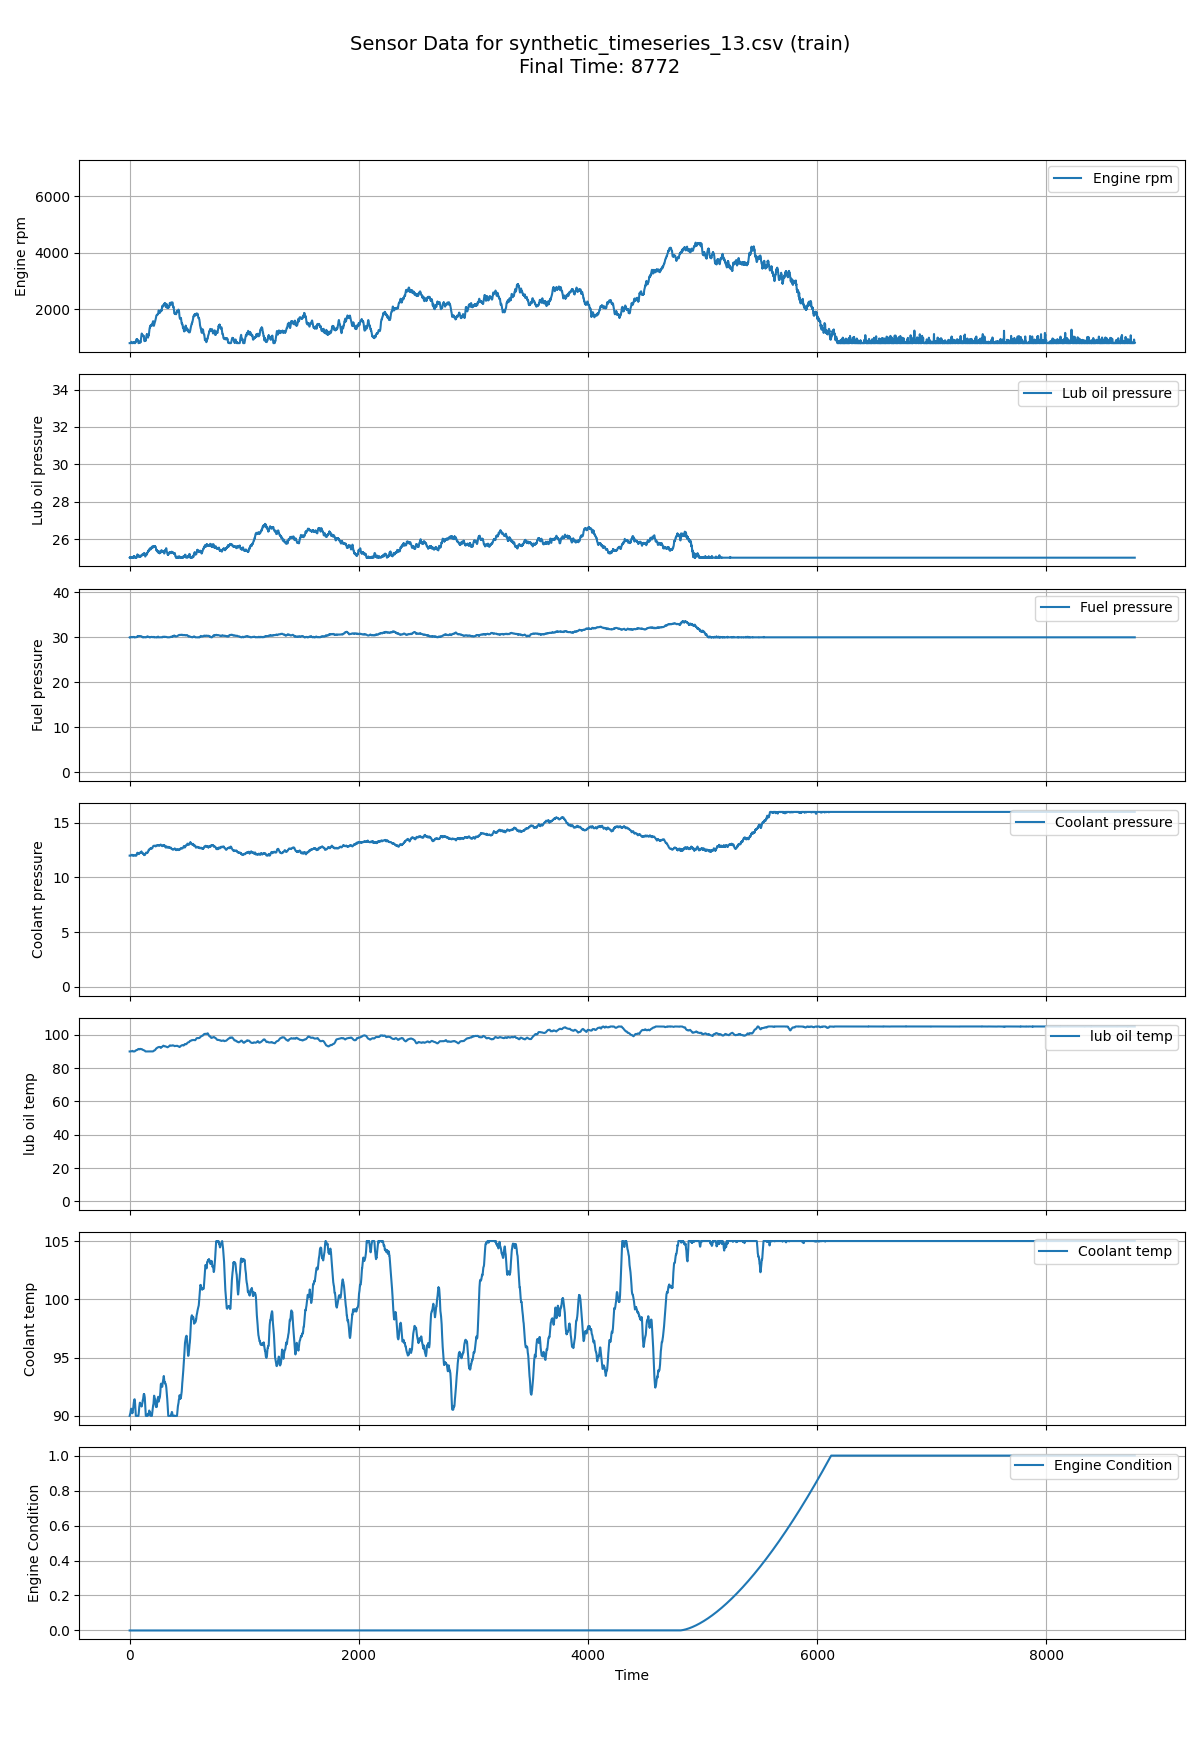 Sensor Data for synthetic_timeseries_13.csv (train)
Final Time: 8772
Engine rpm
6000
4000
2000
Engine rpm
Lub oil pressure
34
32
30
28
26
Lub oil pressure
Fuel pressure
40
30
20
10
0
Fuel pressure
Coolant pressure
15
10
5
0
Coolant pressure
lub oil temp
100
80
60
40
20
0
lub oil temp
Coolant temp
105
100
95
90
Coolant temp
Engine Condition
1.0
0.8
0.6
0.4
0.2
0.0
Engine Condition
0 2000 4000 6000 8000
Time